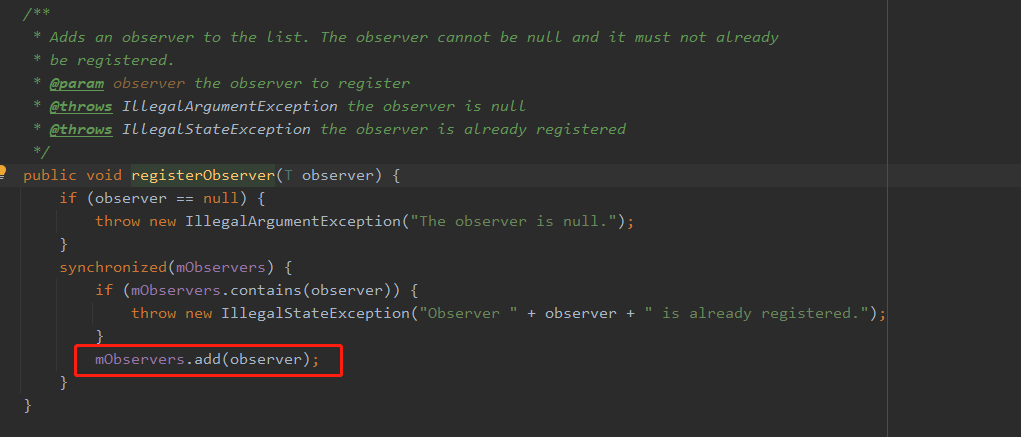 /**
* Adds an observer to the list. The observer cannot be null and it must not already
* be registered.
* @param observer the observer to register
* @throws IllegalArgumentException the observer is null
* @throws IllegalStateException the observer is already registered
*/
public void registerObserver(T observer) {
if (observer == null) {
throw new IllegalArgumentException("The observer is null.");
}
synchronized(mObservers) {
if (mObservers.contains(observer)) {
throw new IllegalStateException("Observer " + observer + " is already registered.");
}
mObservers.add(observer);
}
}